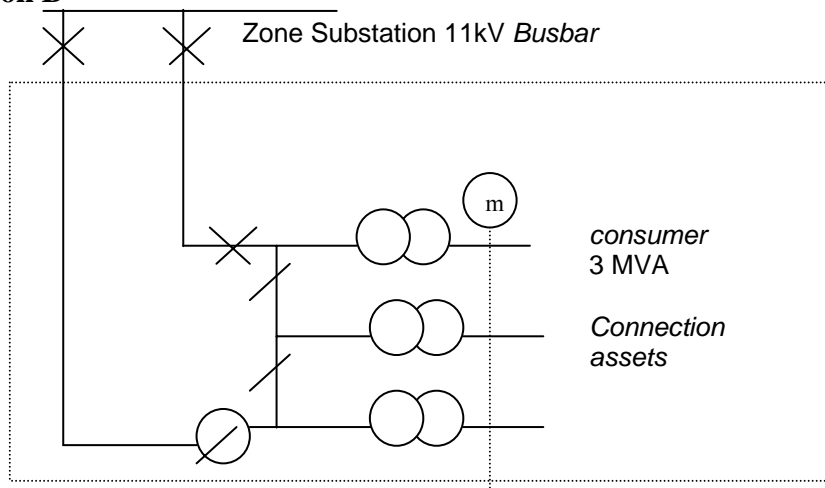 Zone Substation 11kV Busbar
m
consumer
3 MVA
Connection
assets